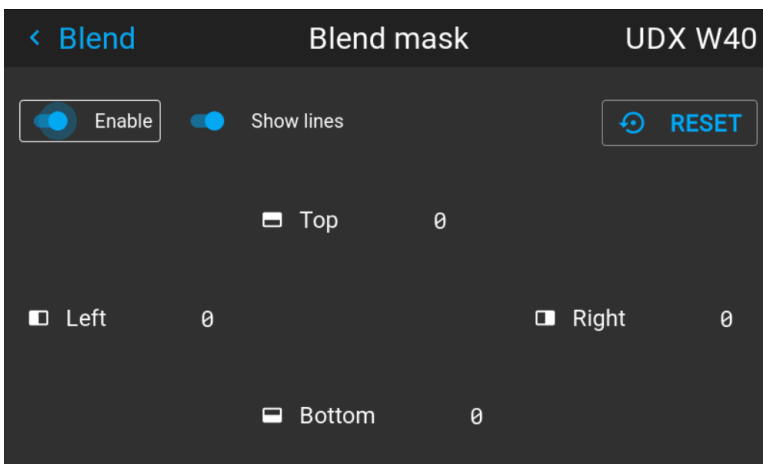 Blend Blend mask UDX W40
Enable Show lines RESET
Top 0
Left 0 Right 0
Bottom 0